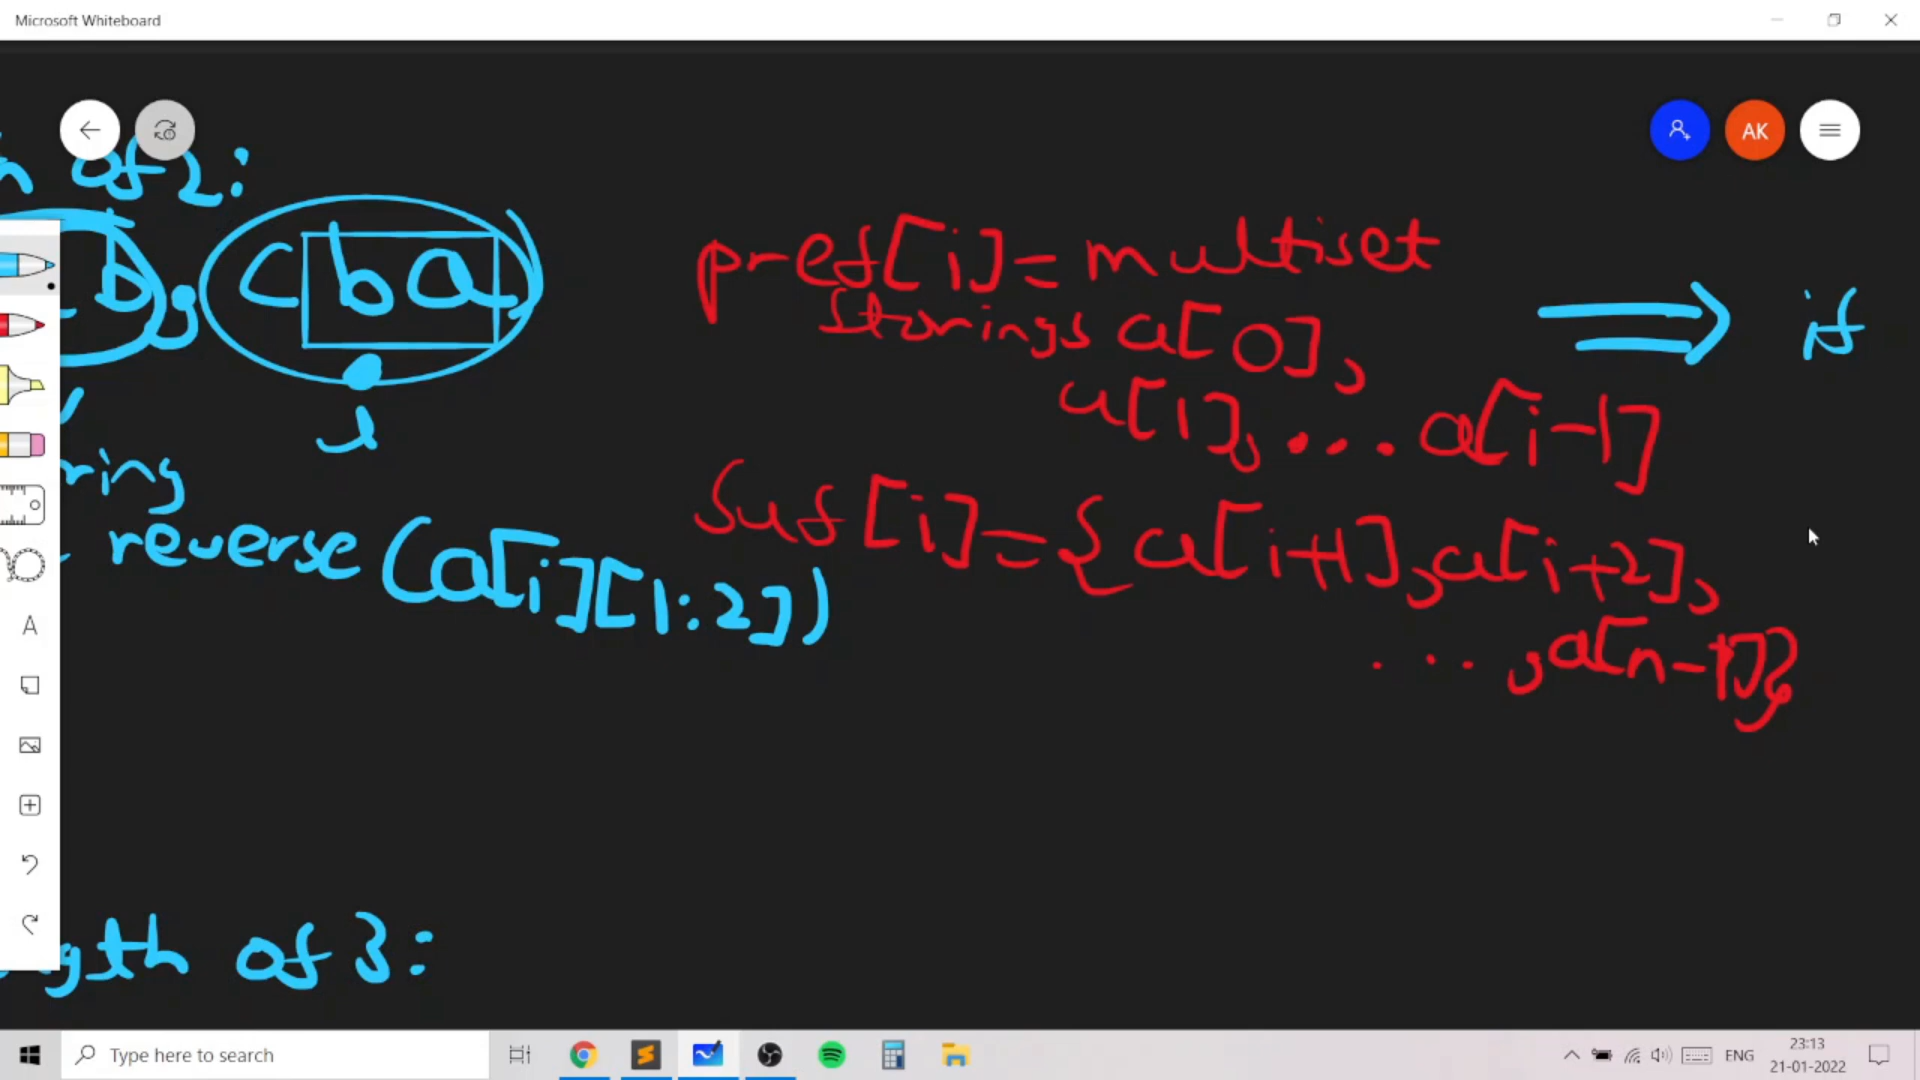 Microsoft Whiteboard
AK
of 2:
b, cba)
pref[i]= multiset
storings a[0],
a[1], ... a[i-1]
if
ring
reverse (a[i][1:2])
Suf[i]={a[i+1], a[i+2],
..., a[n-1]}
A
gth of 3:
Type here to search
ENG
23:13
21-01-2022